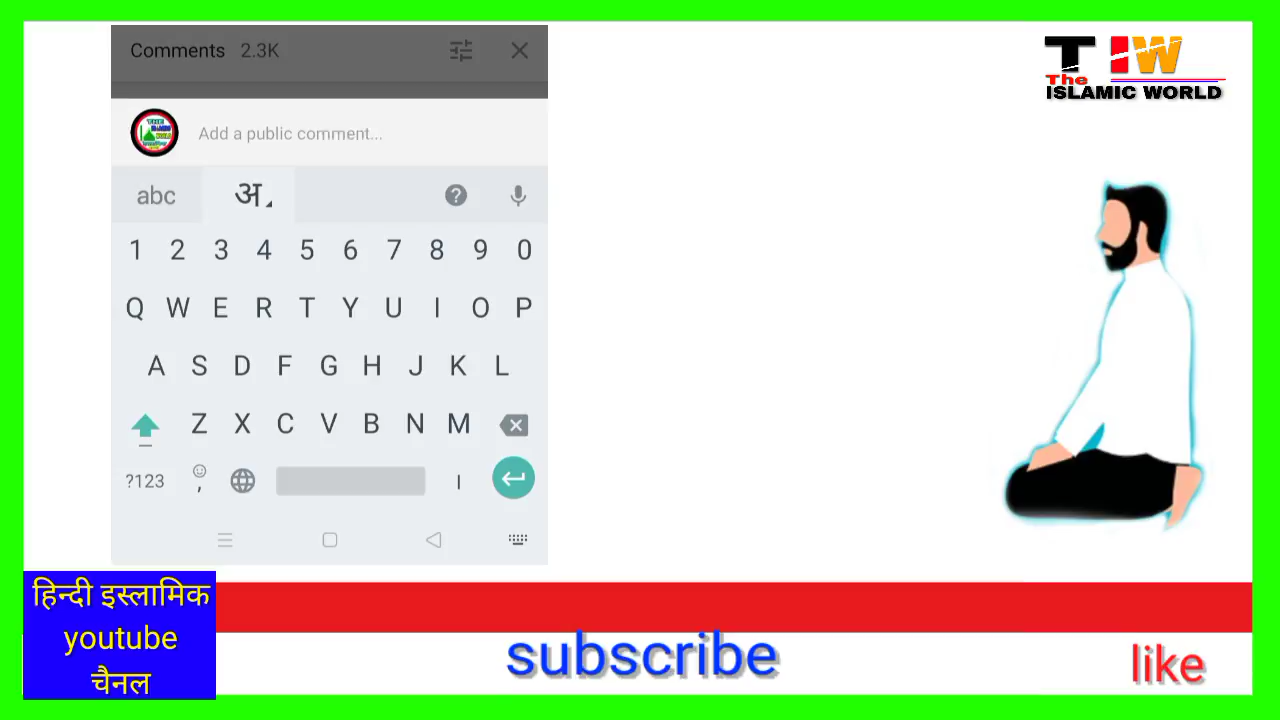 Comments 2.3K
TIW
The
ISLAMIC WORLD
Add a public comment...
abc अ
1 2 3 4 5 6 7 8 9 0
Q W E R T Y U I O P
A S D F G H J K L
Z X C V B N M
?123 , |
हिन्दी इस्लामिक
youtube
चैनल
subscribe
like